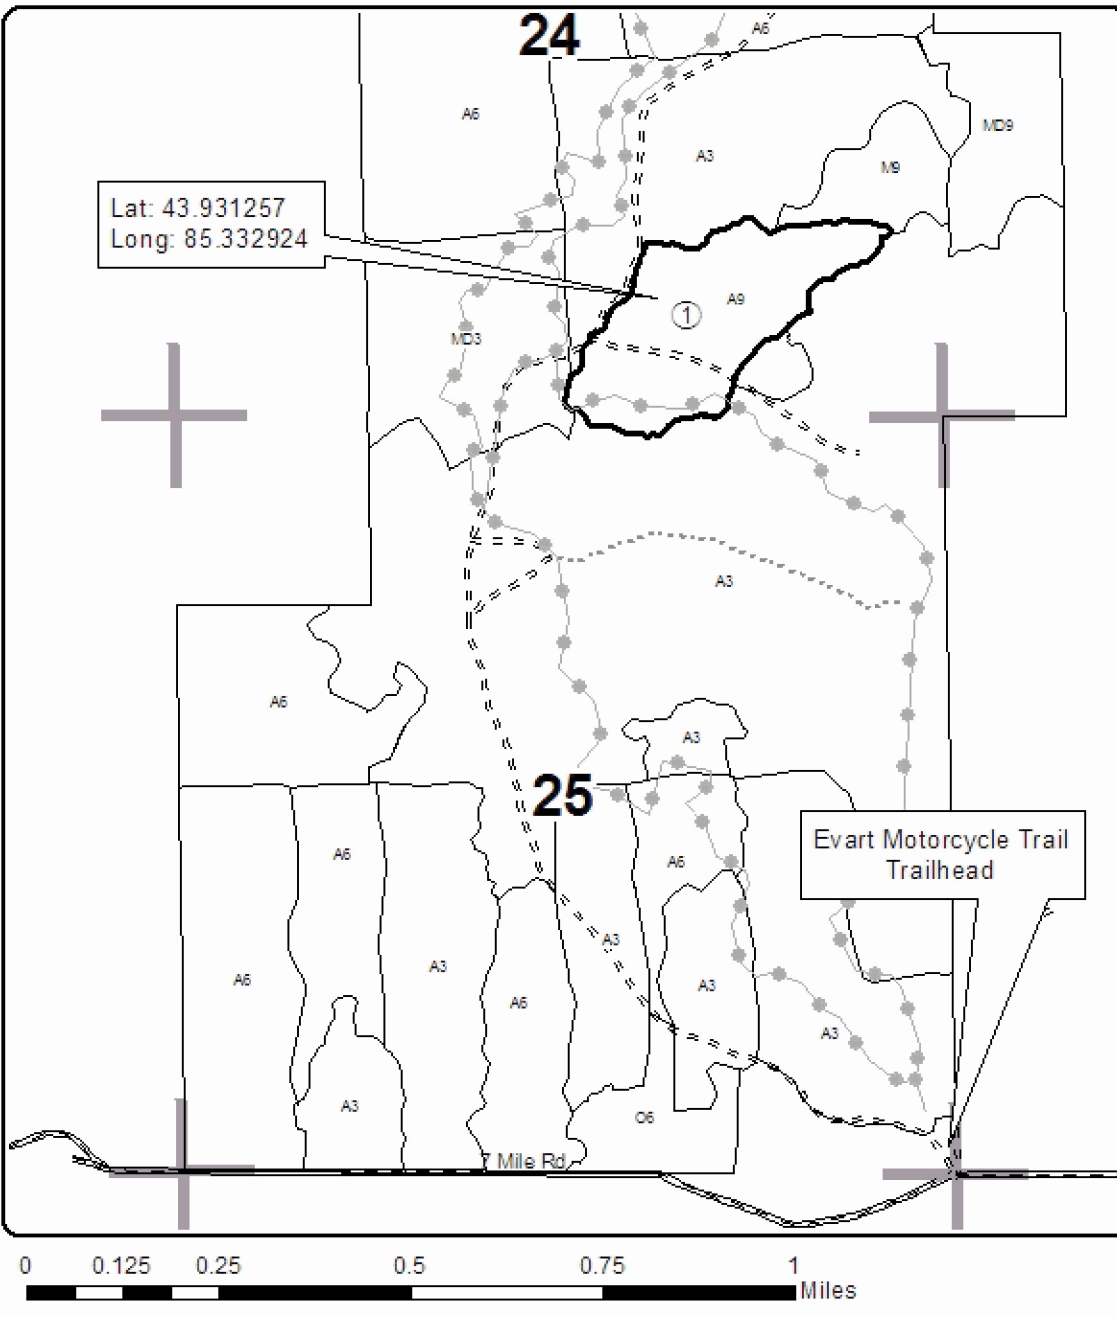 24
A6
A6
MD9
A3
M9
Lat: 43.931257
Long: 85.332924
A9
1
MD3
A3
A6
A3
25
Evart Motorcycle Trail
Trailhead
A6
A6
A3
A3
A6
A3
A6
A3
A3
O6
7 Mile Rd
0 0.125 0.25 0.5 0.75 1
Miles